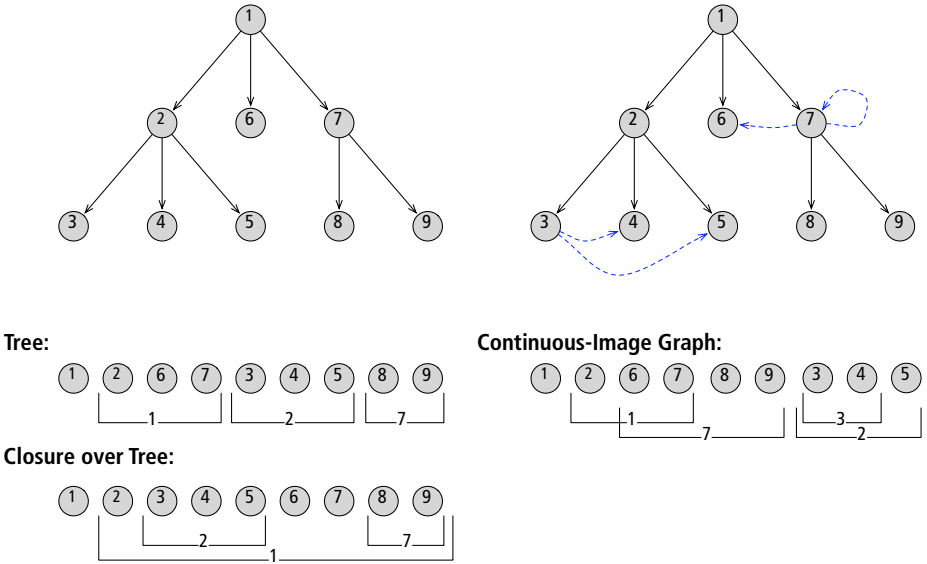 1
1
2 6 7
2 6 7
3 4 5 8 9
3 4 5 8 9
Tree:
Continuous-Image Graph:
1 2 6 7 3 4 5 8 9
1 2 7
1 2 6 7 8 9 3 4 5
1 3
7 2
Closure over Tree:
1 2 3 4 5 6 7 8 9
2 7
1